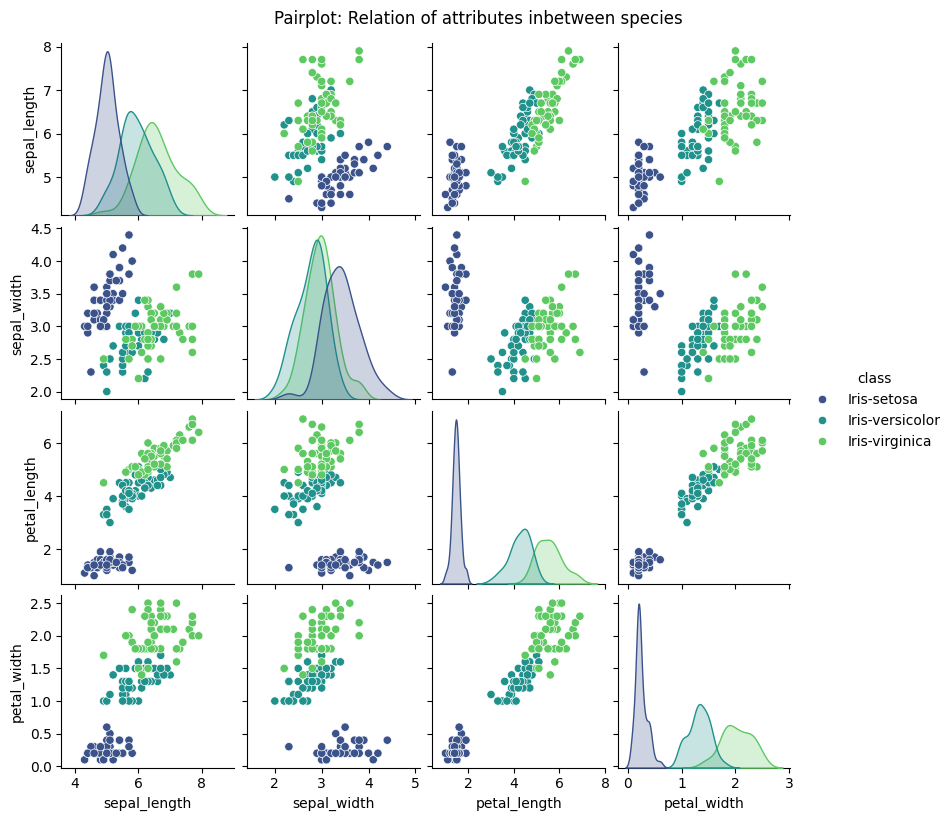 Pairplot: Relation of attributes inbetween species
8
7
6
5
sepal_length
4.5
4.0
3.5
3.0
2.5
2.0
sepal_width
6
4
2
petal_length
2.5
2.0
1.5
1.0
0.5
0.0
petal_width
4 6 8
sepal_length
2 3 4 5
sepal_width
2 4 6 8
petal_length
0 1 2 3
petal_width
class
Iris-setosa
Iris-versicolor
Iris-virginica